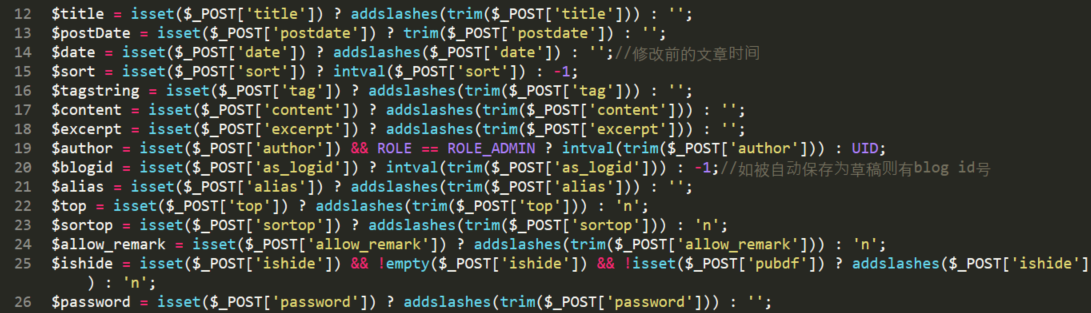 12 $title = isset($_POST['title']) ? addslashes(trim($_POST['title'])) : '';
13 $postDate = isset($_POST['postdate']) ? trim($_POST['postdate']) : '';
14 $date = isset($_POST['date']) ? addslashes($_POST['date']) : '';//修改前的文章时间
15 $sort = isset($_POST['sort']) ? intval($_POST['sort']) : -1;
16 $tagstring = isset($_POST['tag']) ? addslashes(trim($_POST['tag'])) : '';
17 $content = isset($_POST['content']) ? addslashes(trim($_POST['content'])) : '';
18 $excerpt = isset($_POST['excerpt']) ? addslashes(trim($_POST['excerpt'])) : '';
19 $author = isset($_POST['author']) && ROLE == ROLE_ADMIN ? intval(trim($_POST['author'])) : UID;
20 $blogid = isset($_POST['as_logid']) ? intval(trim($_POST['as_logid'])) : -1;//如被自动保存为草稿则有blog id号
21 $alias = isset($_POST['alias']) ? addslashes(trim($_POST['alias'])) : '';
22 $top = isset($_POST['top']) ? addslashes(trim($_POST['top'])) : 'n';
23 $sortop = isset($_POST['sortop']) ? addslashes(trim($_POST['sortop'])) : 'n';
24 $allow_remark = isset($_POST['allow_remark']) ? addslashes(trim($_POST['allow_remark'])) : 'n';
25 $ishide = isset($_POST['ishide']) && !empty($_POST['ishide']) && !isset($_POST['pubdf']) ? addslashes($_POST['ishide']
) : 'n';
26 $password = isset($_POST['password']) ? addslashes(trim($_POST['password'])) : '';